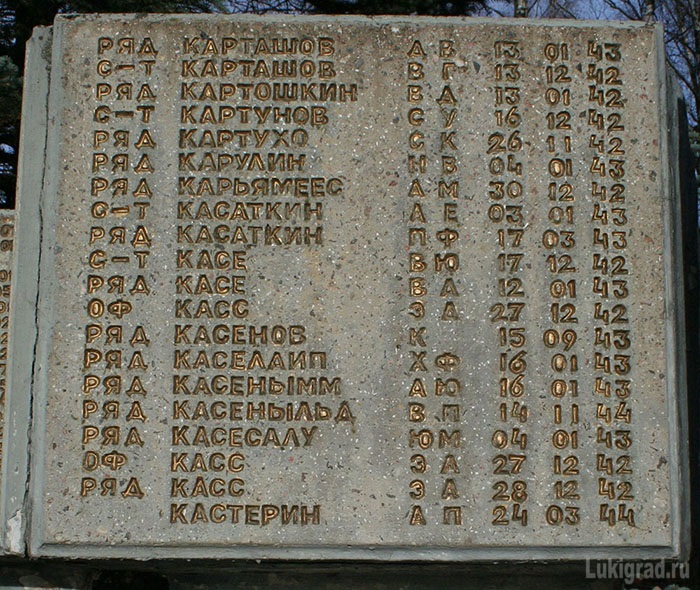 РЯД КАРТАШОВ А В 13 01 43
С-Т КАРТАШОВ В Г 13 12 42
РЯД КАРТОШКИН В Д 13 01 42
С-Т КАРТУНОВ С У 16 12 42
РЯД КАРТУХО С К 26 11 42
РЯД КАРУЛИН Н В 04 01 43
РЯД КАРЬЯМЕЕС А М 30 12 42
С-Т КАСАТКИН А Е 03 01 43
РЯД КАСАТКИН П Ф 17 03 43
С-Т КАСЕ В Ю 17 12 42
РЯД КАСЕ В А 12 01 43
ОФ КАСС Э А 27 12 42
РЯД КАСЕНОВ К 15 09 43
РЯД КАСЕЛАИП Х Ф 16 01 43
РЯД КАСЕНЫММ А Ю 16 01 43
РЯД КАСЕНЫЛЬД В П 14 11 44
РЯД КАСЕСАЛУ Ю М 04 01 43
ОФ КАСС Э А 27 12 42
РЯД КАСС Э А 28 12 42
КАСТЕРИН А П 24 03 44
Lukigrad.ru